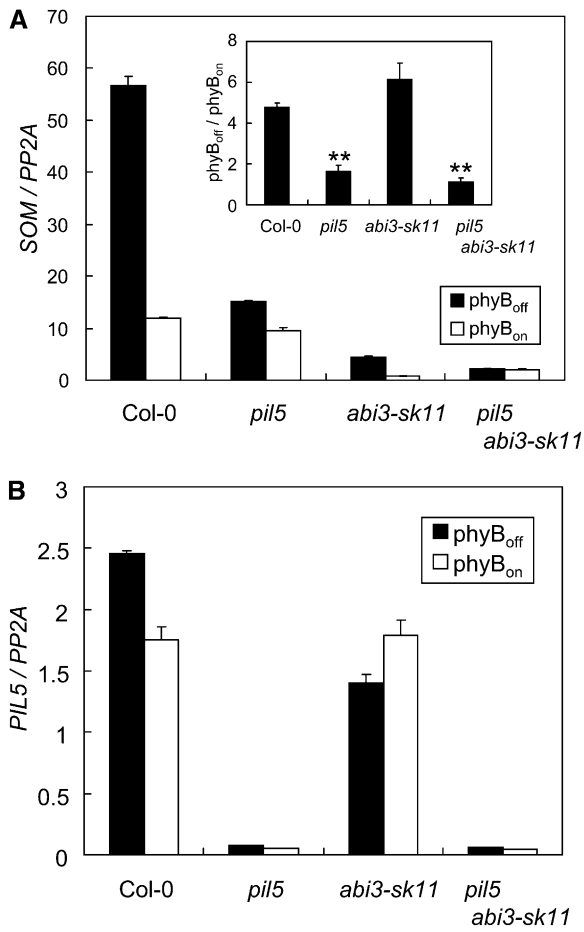 A
SOM / PP2A
70
60
50
40
30
20
10
0
phyBoff / phyBon
8
6
4
2
0
**
**
Col-0 pil5 abi3-sk11 pil5
abi3-sk11
phyBoff
phyBon
Col-0 pil5 abi3-sk11 pil5
abi3-sk11
B
PIL5 / PP2A
3
2.5
2
1.5
1
0.5
0
phyBoff
phyBon
Col-0 pil5 abi3-sk11 pil5
abi3-sk11